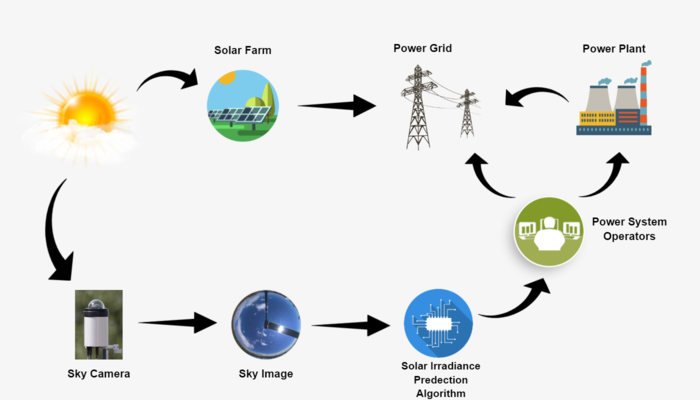 Solar Farm
Power Grid
Power Plant
Power System
Operators
Sky Camera
Sky Image
Solar Irradiance
Predection
Algorithm